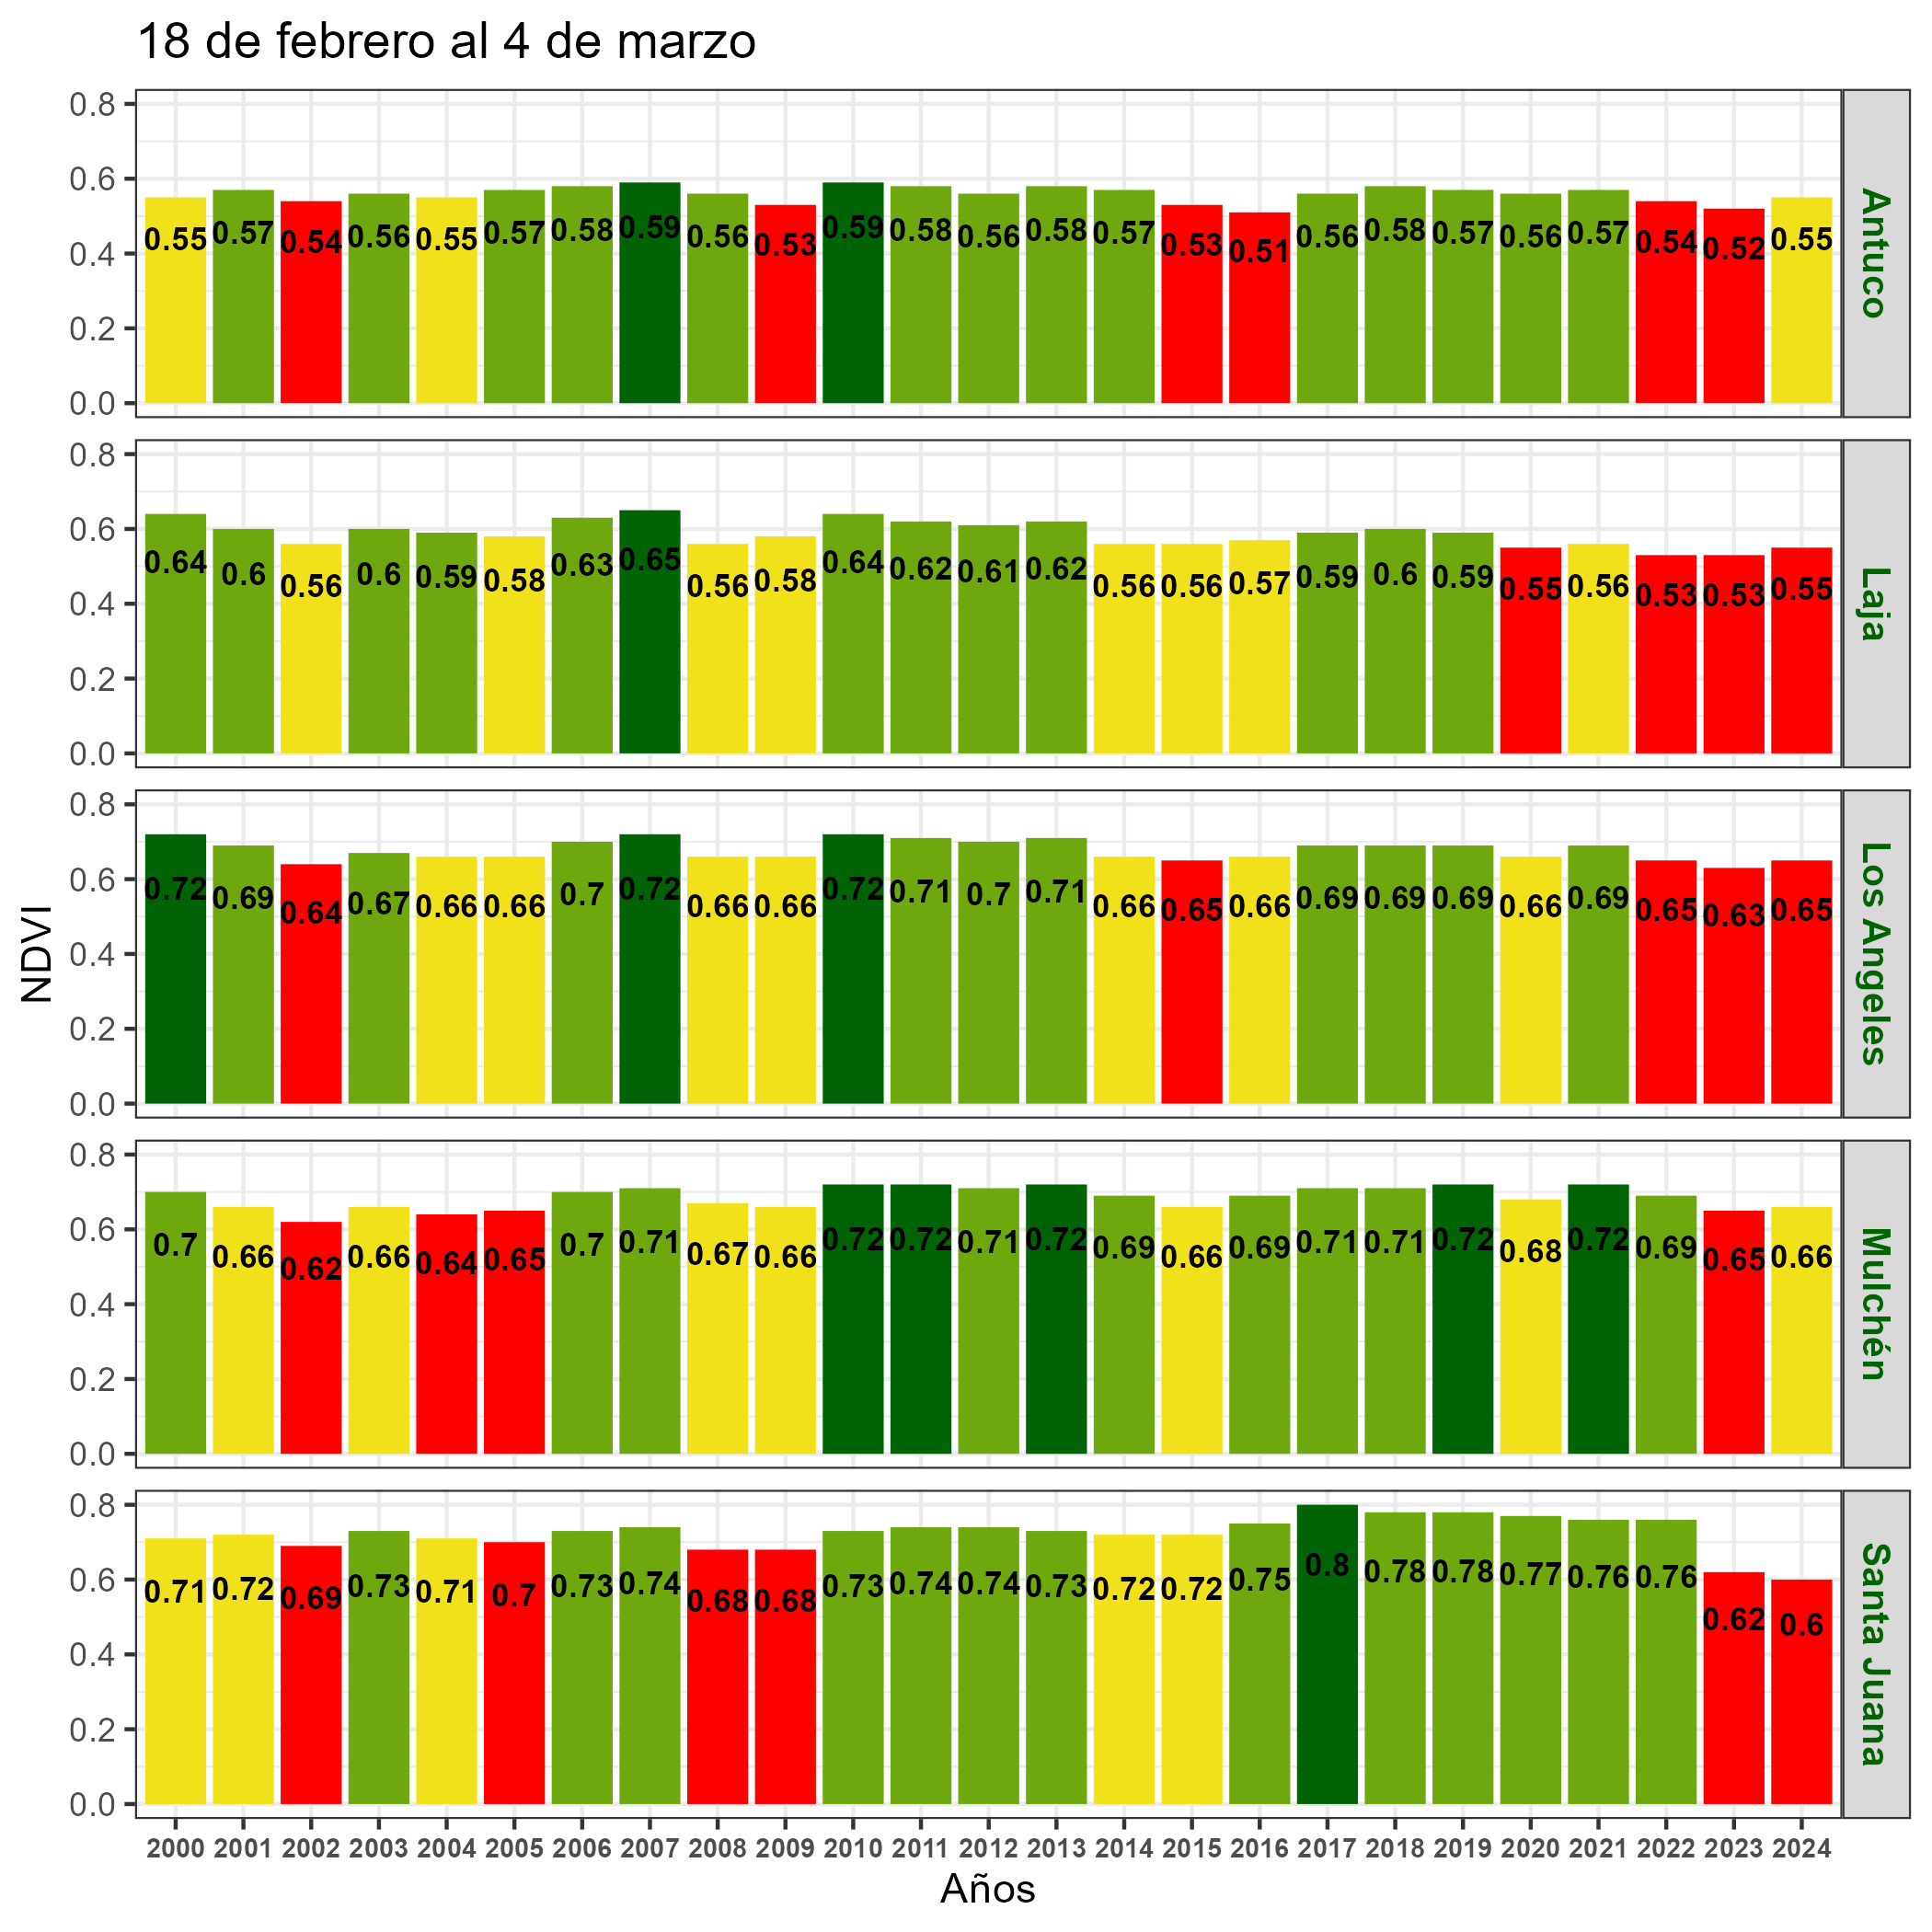 18 de febrero al 4 de marzo
0.8
0.6
0.4
0.2
0.0
0.55 0.57 0.54 0.56 0.55 0.57 0.58 0.59 0.56 0.53 0.59 0.58 0.56 0.58 0.57 0.53 0.51 0.56 0.58 0.57 0.56 0.57 0.54 0.52 0.55
Antuco
0.8
0.6
0.4
0.2
0.0
0.64 0.6 0.56 0.6 0.59 0.58 0.63 0.65 0.56 0.58 0.64 0.62 0.61 0.62 0.56 0.56 0.57 0.59 0.6 0.59 0.55 0.56 0.53 0.53 0.55
Laja
NDVI
0.8
0.6
0.4
0.2
0.0
0.72 0.69 0.64 0.67 0.66 0.66 0.7 0.72 0.66 0.66 0.72 0.71 0.7 0.71 0.66 0.65 0.66 0.69 0.69 0.69 0.66 0.69 0.65 0.63 0.65
Los Angeles
0.8
0.6
0.4
0.2
0.0
0.7 0.66 0.62 0.66 0.64 0.65 0.7 0.71 0.67 0.66 0.72 0.72 0.71 0.72 0.69 0.66 0.69 0.71 0.71 0.72 0.68 0.72 0.69 0.65 0.66
Mulchén
0.8
0.6
0.4
0.2
0.0
0.71 0.72 0.69 0.73 0.71 0.7 0.73 0.74 0.68 0.68 0.73 0.74 0.74 0.73 0.72 0.72 0.75 0.8 0.78 0.78 0.77 0.76 0.76 0.62 0.6
Santa Juana
2000 2001 2002 2003 2004 2005 2006 2007 2008 2009 2010 2011 2012 2013 2014 2015 2016 2017 2018 2019 2020 2021 2022 2023 2024
Años